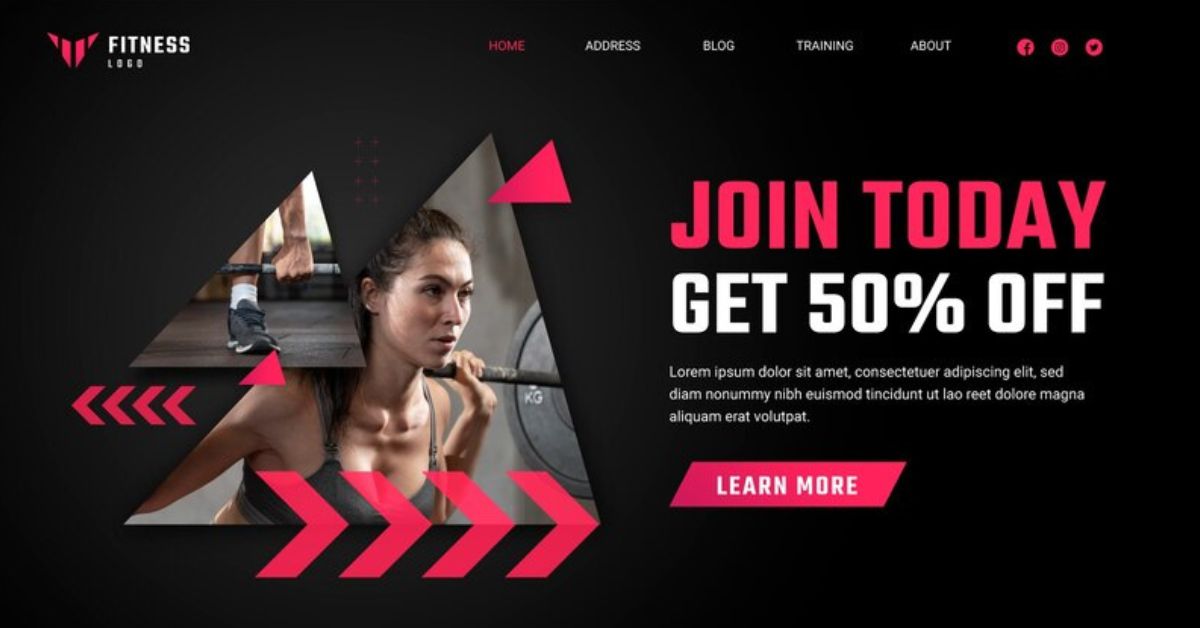 FITNESS
LOGO
HOME ADDRESS BLOG TRAINING ABOUT
JOIN TODAY
GET 50% OFF
Lorem ipsum dolor sit amet, consectetuer adipiscing elit, sed
diam nonummy nibh euismod tincidunt ut lao reet dolore magna
aliquam erat volutpat.
LEARN MORE
KG